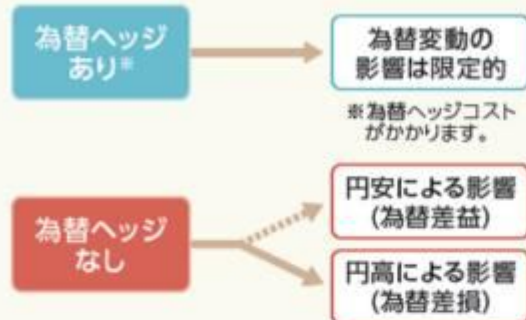 為替ヘッジ
あり※
為替変動の
影響は限定的
※為替ヘッジコスト
がかかります。
為替ヘッジ
なし
円安による影響
(為替差益)
円高による影響
(為替差損)